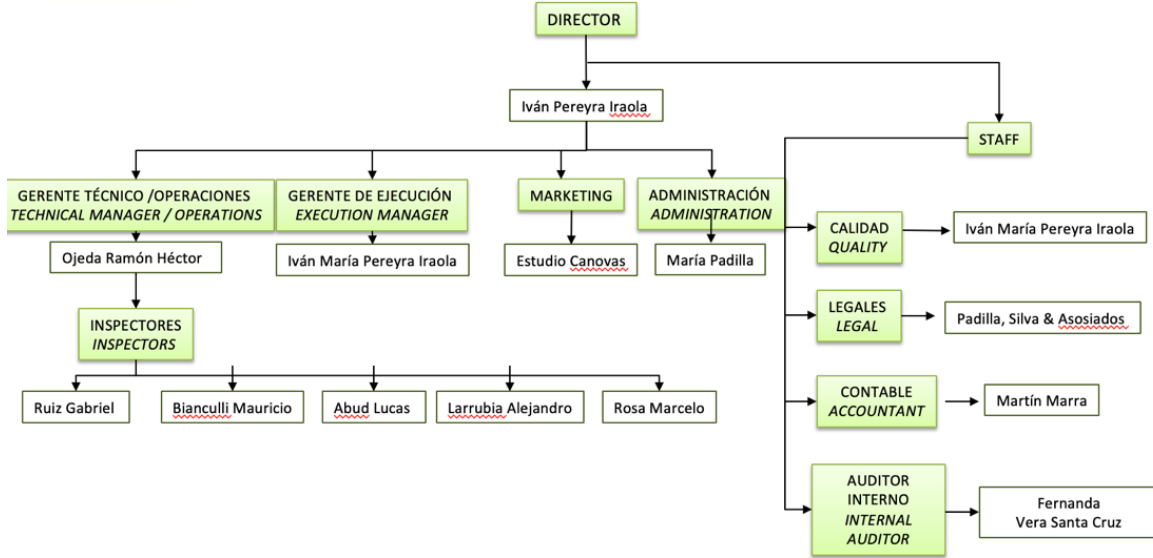 DIRECTOR
Iván Pereyra Iraola
STAFF
GERENTE TÉCNICO /OPERACIONES
TECHNICAL MANAGER / OPERATIONS
GERENTE DE EJECUCIÓN
EXECUTION MANAGER
MARKETING
ADMINISTRACIÓN
ADMINISTRATION
Ojeda Ramón Héctor
Iván María Pereyra Iraola
Estudio Canovas
María Padilla
CALIDAD
QUALITY
Iván María Pereyra Iraola
LEGALES
LEGAL
Padilla, Silva & Asosiados
INSPECTORES
INSPECTORS
Ruiz Gabriel
Bianculli Mauricio
Abud Lucas
Larrubia Alejandro
Rosa Marcelo
CONTABLE
ACCOUNTANT
Martín Marra
AUDITOR
INTERNO
INTERNAL
AUDITOR
Fernanda
Vera Santa Cruz